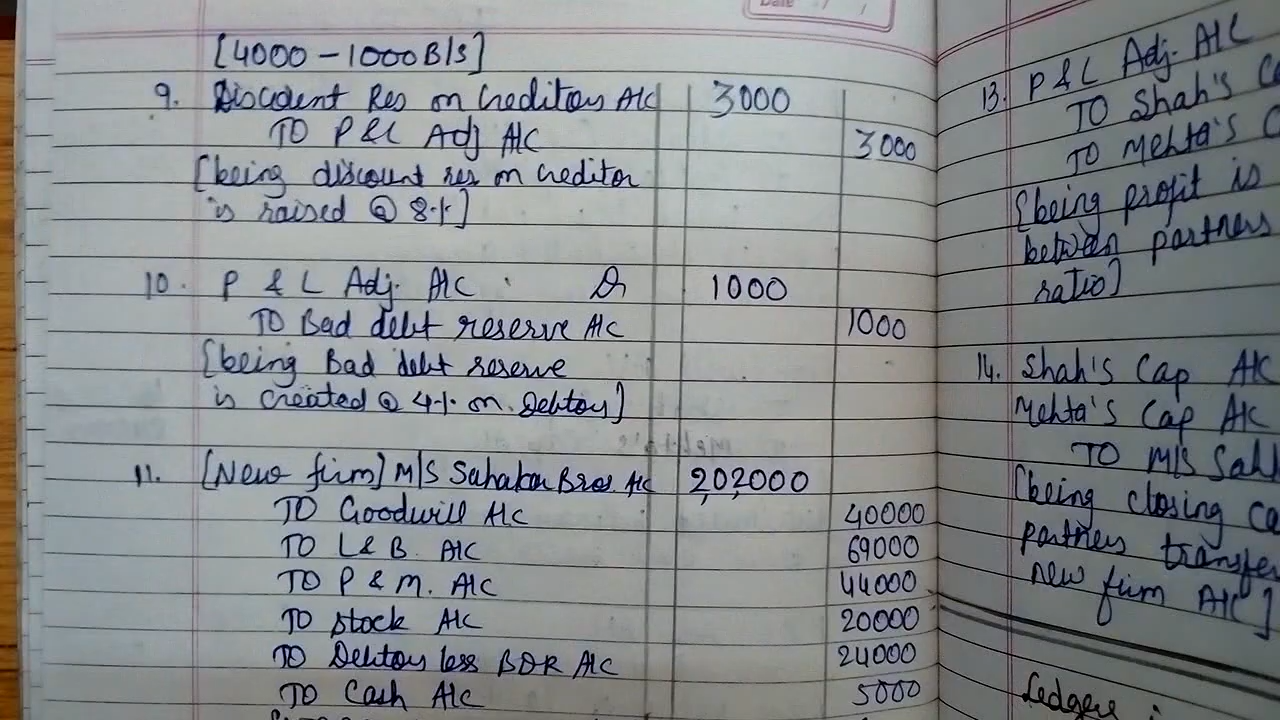 Date / /
[4000 - 1000 B/S]
9. Discount Res on Creditors A/C 3000
TO P & L Adj A/C 3000
[being discount res on Creditor
is raised @ 8%]
10. P & L Adj. A/C Dr 1000
TO Bad debt reserve A/C 1000
[being Bad debt reserve
is created @ 4% on Debtors]
11. [New firm] M/S Sahakar Bros. A/C 2,02,000
TO Goodwill A/C 40000
TO L & B. A/C 69000
TO P & M. A/C 44000
TO Stock A/C 20000
TO Debtors less BDR A/C 24000
TO Cash A/C 5000
13. P & L Adj. A/C
TO Shah's
TO Mehta's
[being profit is
between partners
ratio]
14. Shah's Cap A/C
Mehta's Cap A/C
TO M/S
[being closing
partners
new firm A/C]